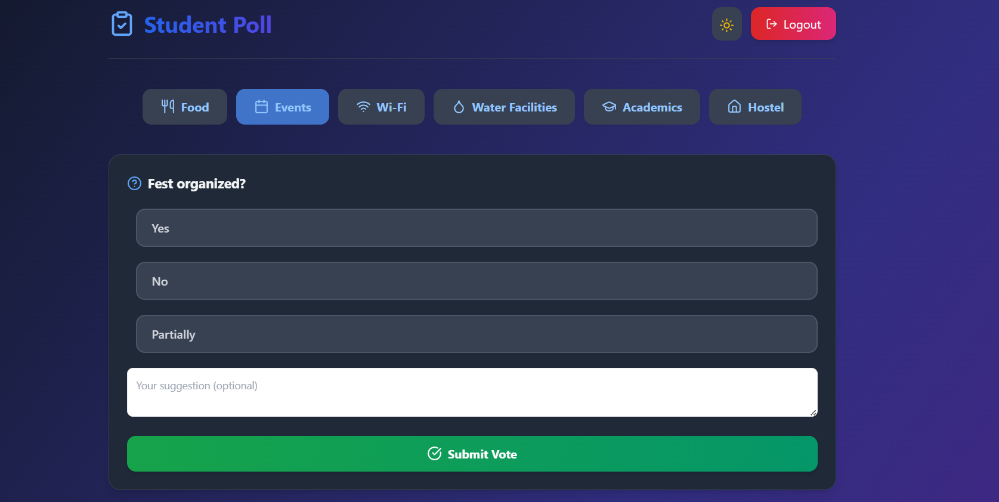 Student Poll
Logout
Food Events Wi-Fi Water Facilities Academics Hostel
Fest organized?
Yes
No
Partially
Your suggestion (optional)
Submit Vote